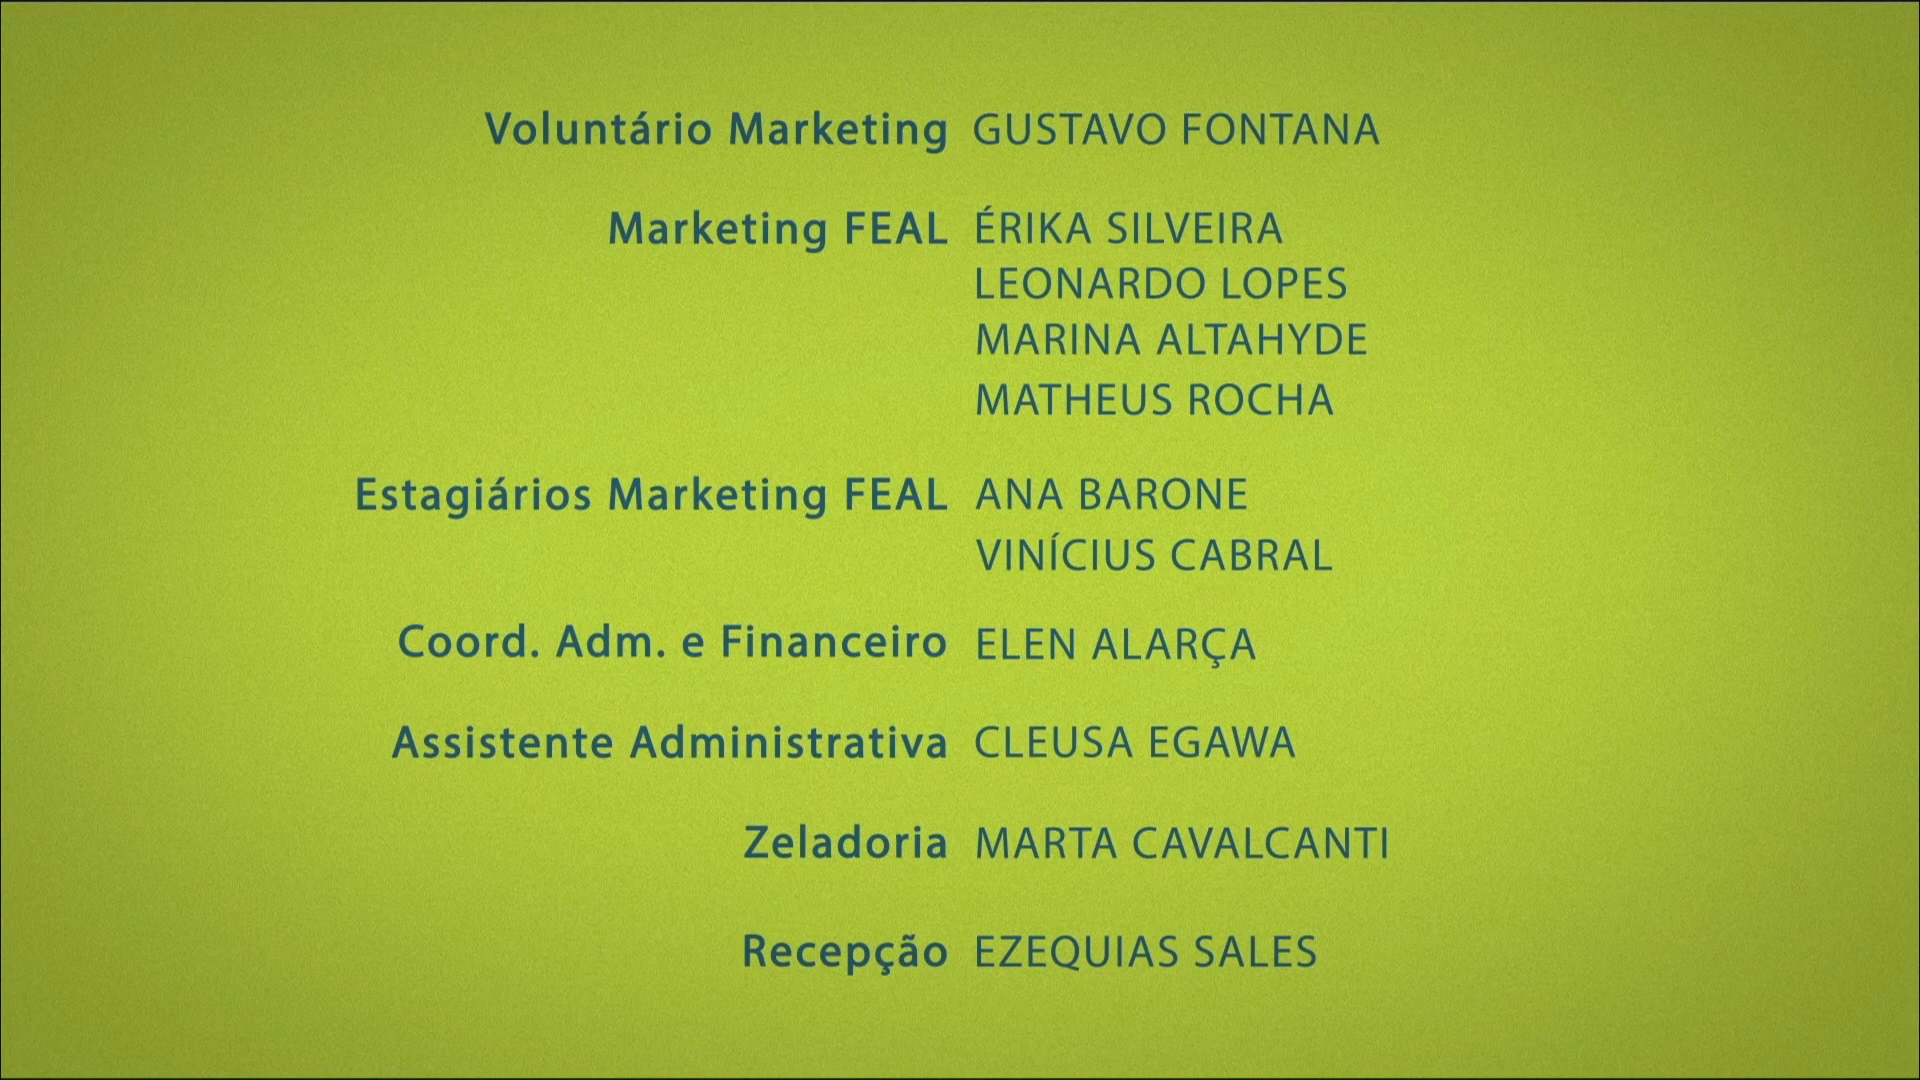 Voluntário Marketing GUSTAVO FONTANA
Marketing FEAL ÉRIKA SILVEIRA
LEONARDO LOPES
MARINA ALTAHYDE
MATHEUS ROCHA
Estagiários Marketing FEAL ANA BARONE
VINÍCIUS CABRAL
Coord. Adm. e Financeiro ELEN ALARÇA
Assistente Administrativa CLEUSA EGAWA
Zeladoria MARTA CAVALCANTI
Recepção EZEQUIAS SALES